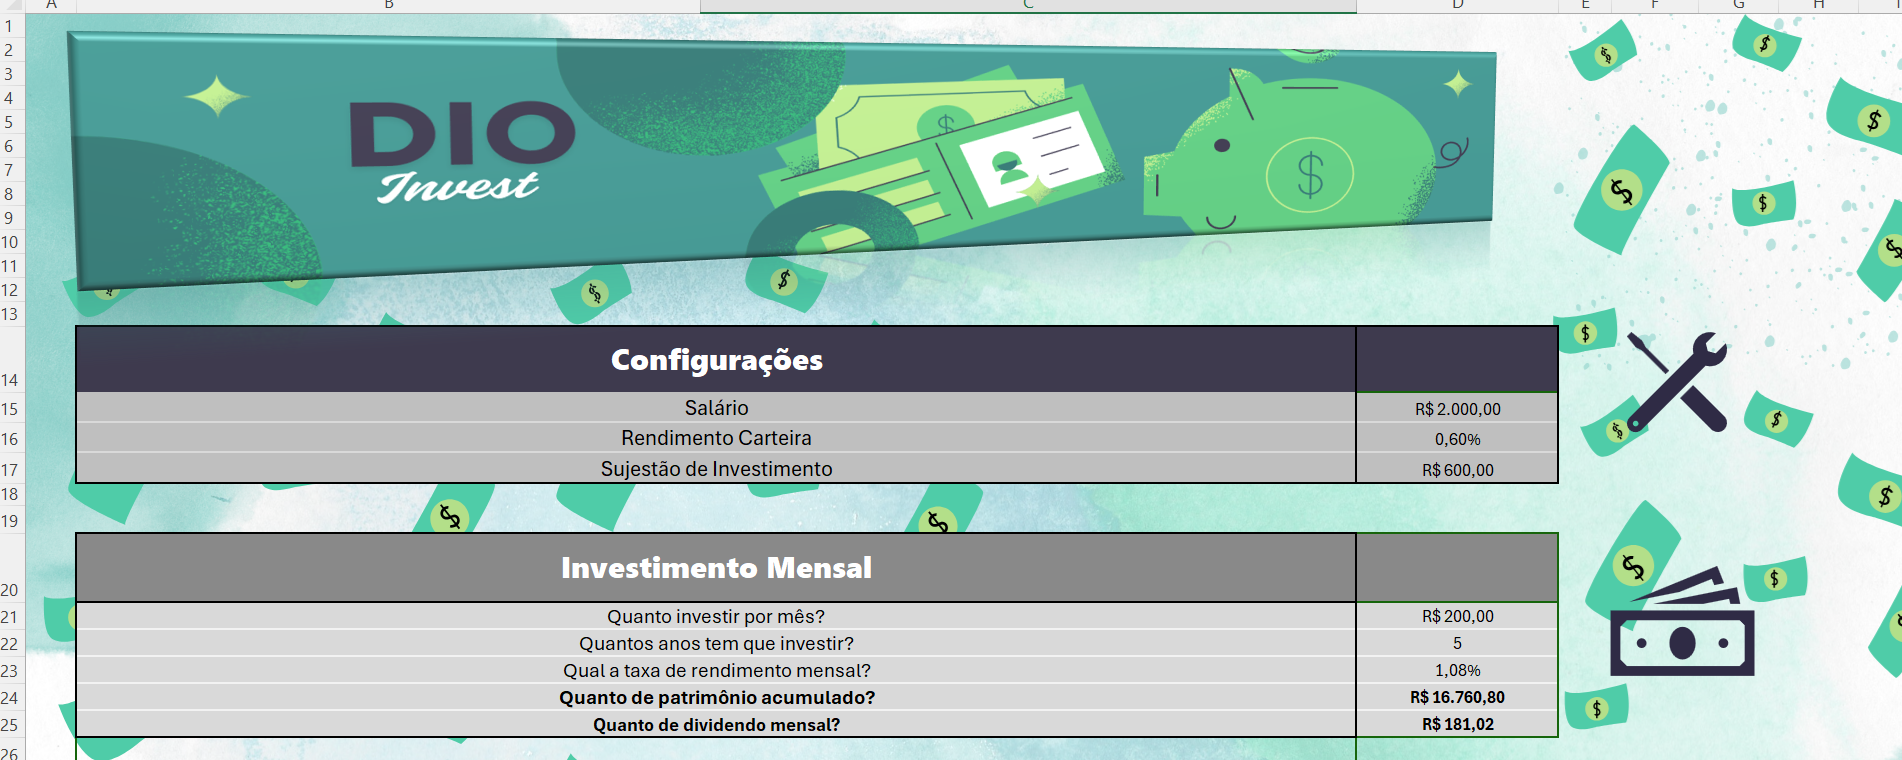 A B C D E F G H
1
2
3
4
5
6
7
8
9
10
11
12
13
14
15
16
17
18
19
20
21
22
23
24
25
26
DIO
Invest
Configurações
Salário R$ 2.000,00
Rendimento Carteira 0,60%
Sujestão de Investimento R$ 600,00
Investimento Mensal
Quanto investir por mês? R$ 200,00
Quantos anos tem que investir? 5
Qual a taxa de rendimento mensal? 1,08%
Quanto de patrimônio acumulado? R$ 16.760,80
Quanto de dividendo mensal? R$ 181,02